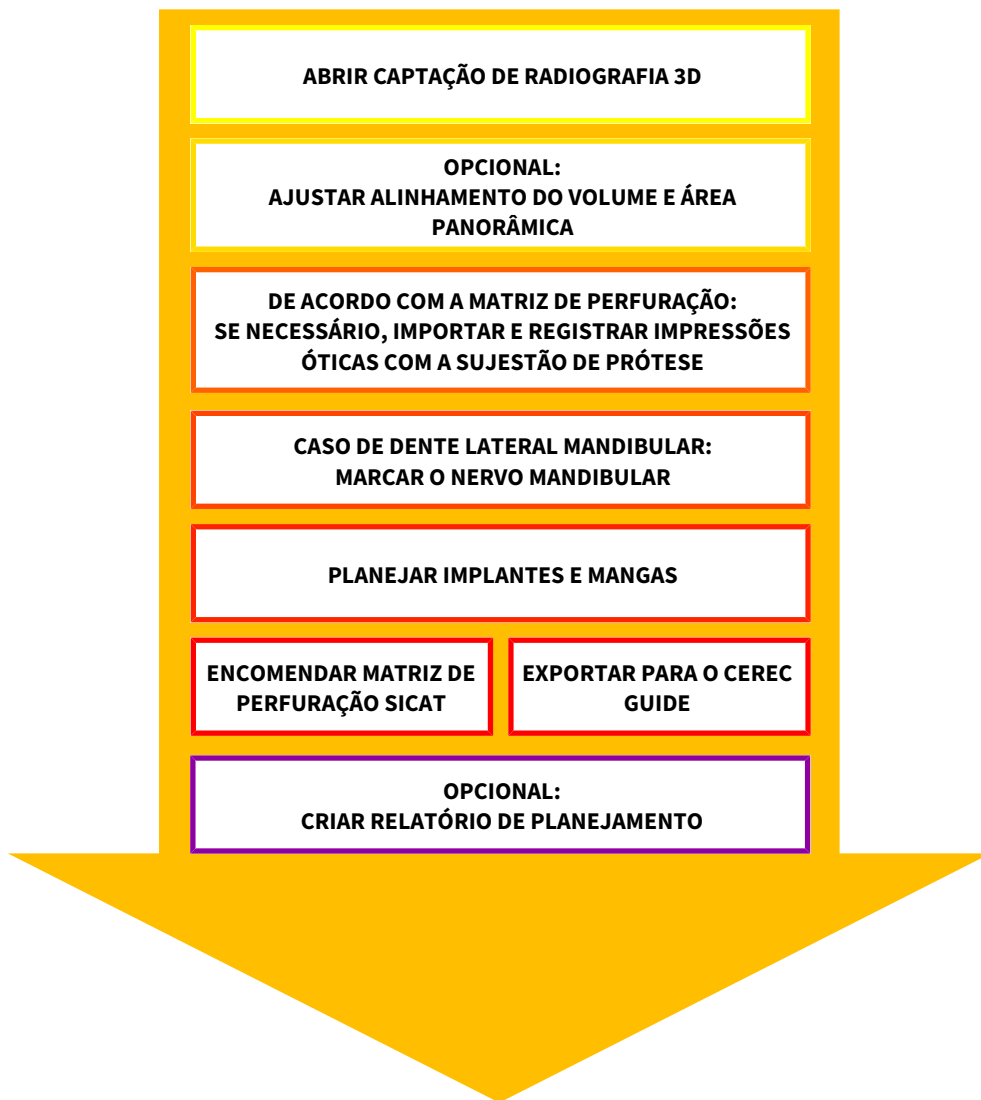 ABRIR CAPTAÇÃO DE RADIOGRAFIA 3D
OPCIONAL:
AJUSTAR ALINHAMENTO DO VOLUME E ÁREA
PANORÂMICA
DE ACORDO COM A MATRIZ DE PERFURAÇÃO:
SE NECESSÁRIO, IMPORTAR E REGISTRAR IMPRESSÕES
ÓTICAS COM A SUJESTÃO DE PRÓTESE
CASO DE DENTE LATERAL MANDIBULAR:
MARCAR O NERVO MANDIBULAR
PLANEJAR IMPLANTES E MANGAS
ENCOMENDAR MATRIZ DE
PERFURAÇÃO SICAT
EXPORTAR PARA O CEREC
GUIDE
OPCIONAL:
CRIAR RELATÓRIO DE PLANEJAMENTO